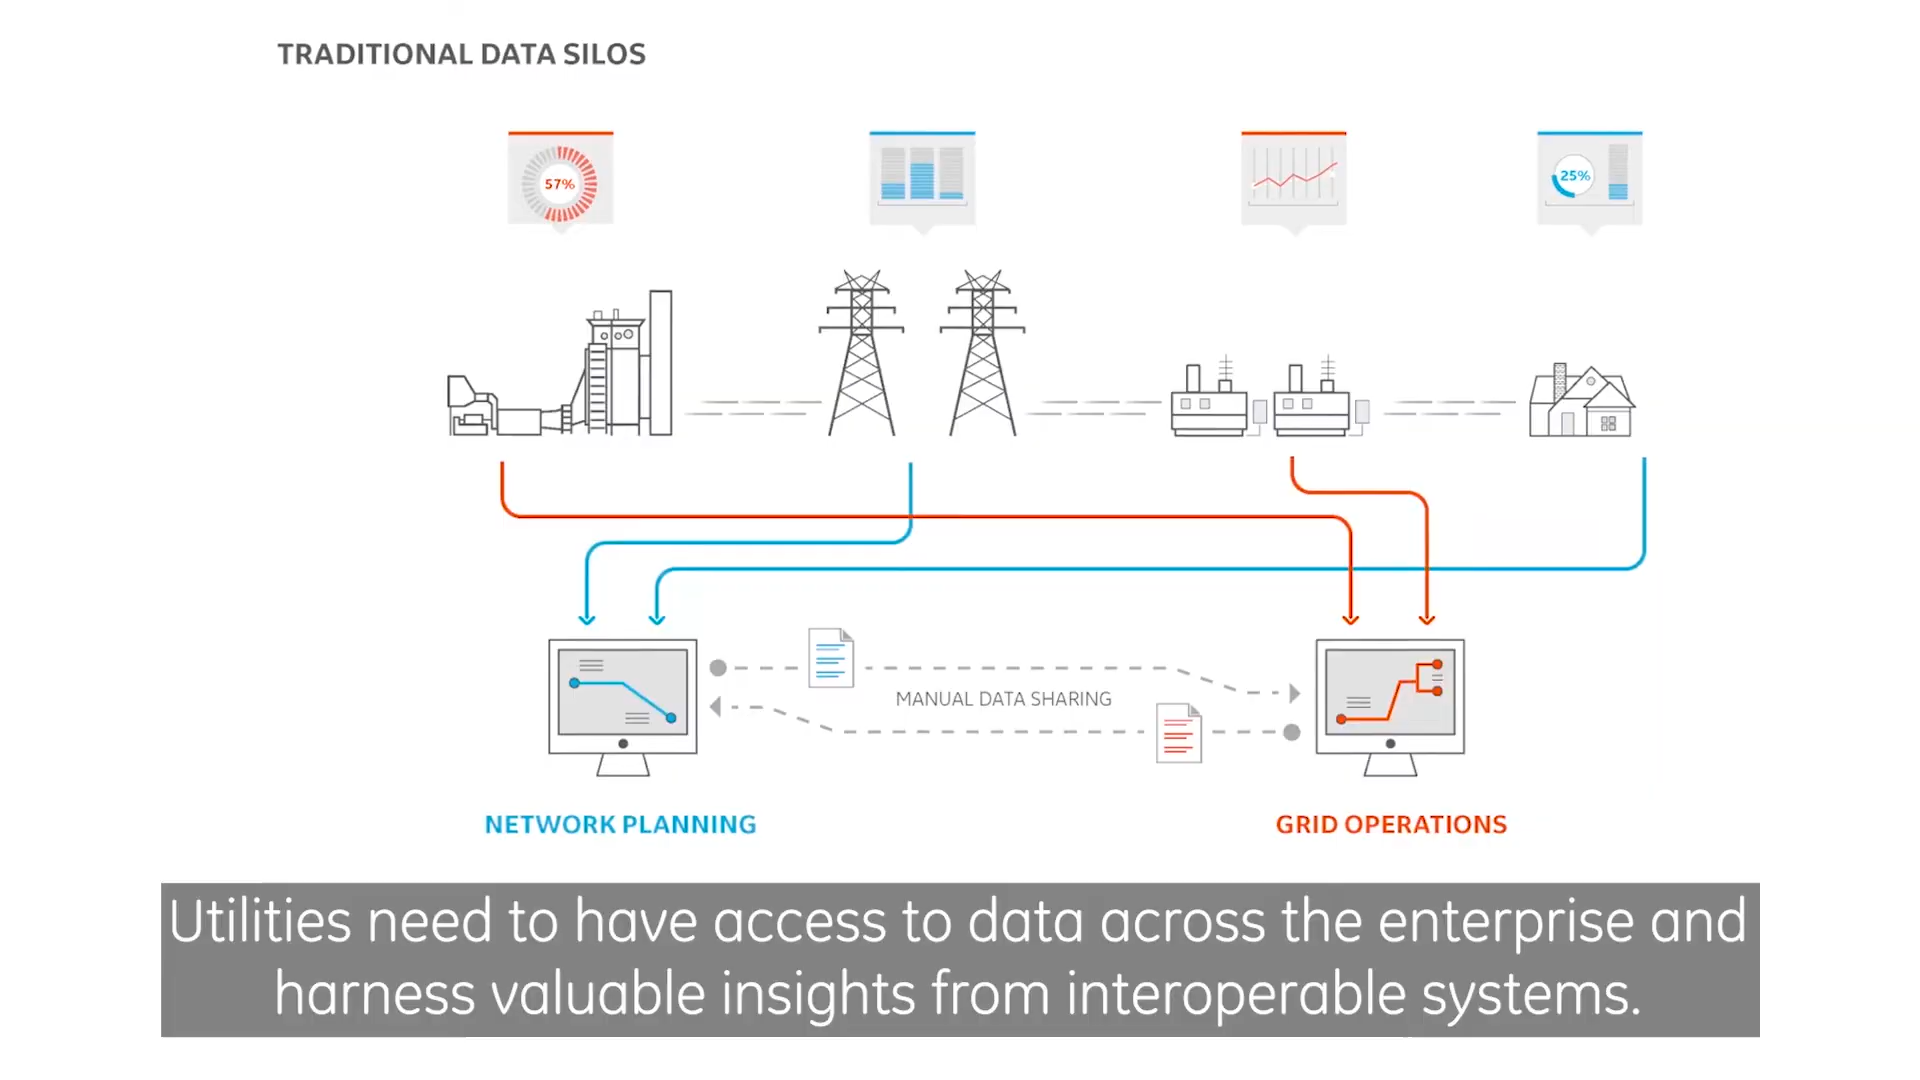 TRADITIONAL DATA SILOS
57%
25%
MANUAL DATA SHARING
NETWORK PLANNING
GRID OPERATIONS
Utilities need to have access to data across the enterprise and
harness valuable insights from interoperable systems.